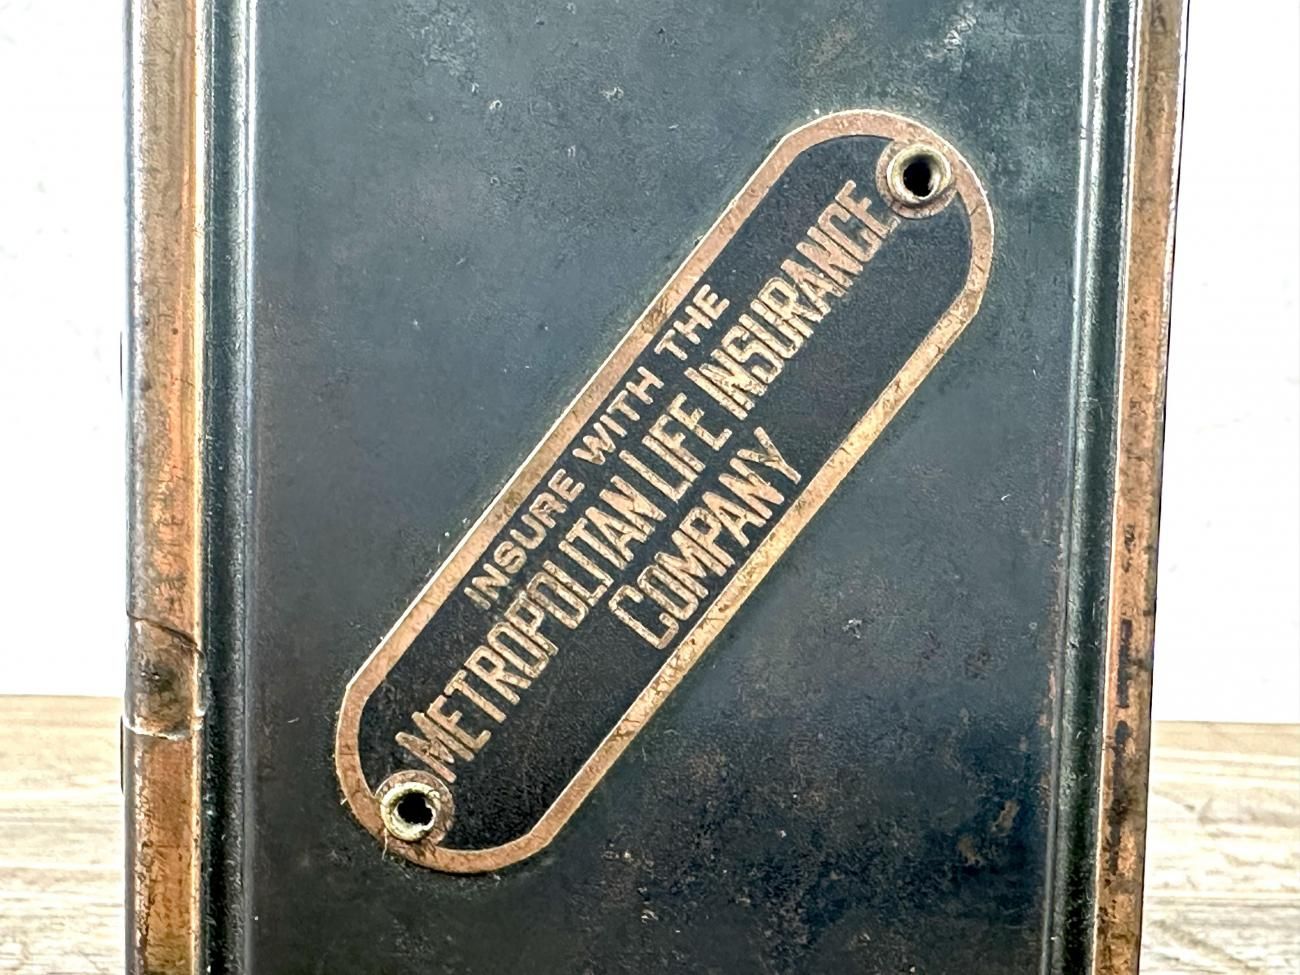 INSURE WITH THE
METROPOLITAN LIFE INSURANCE
COMPANY